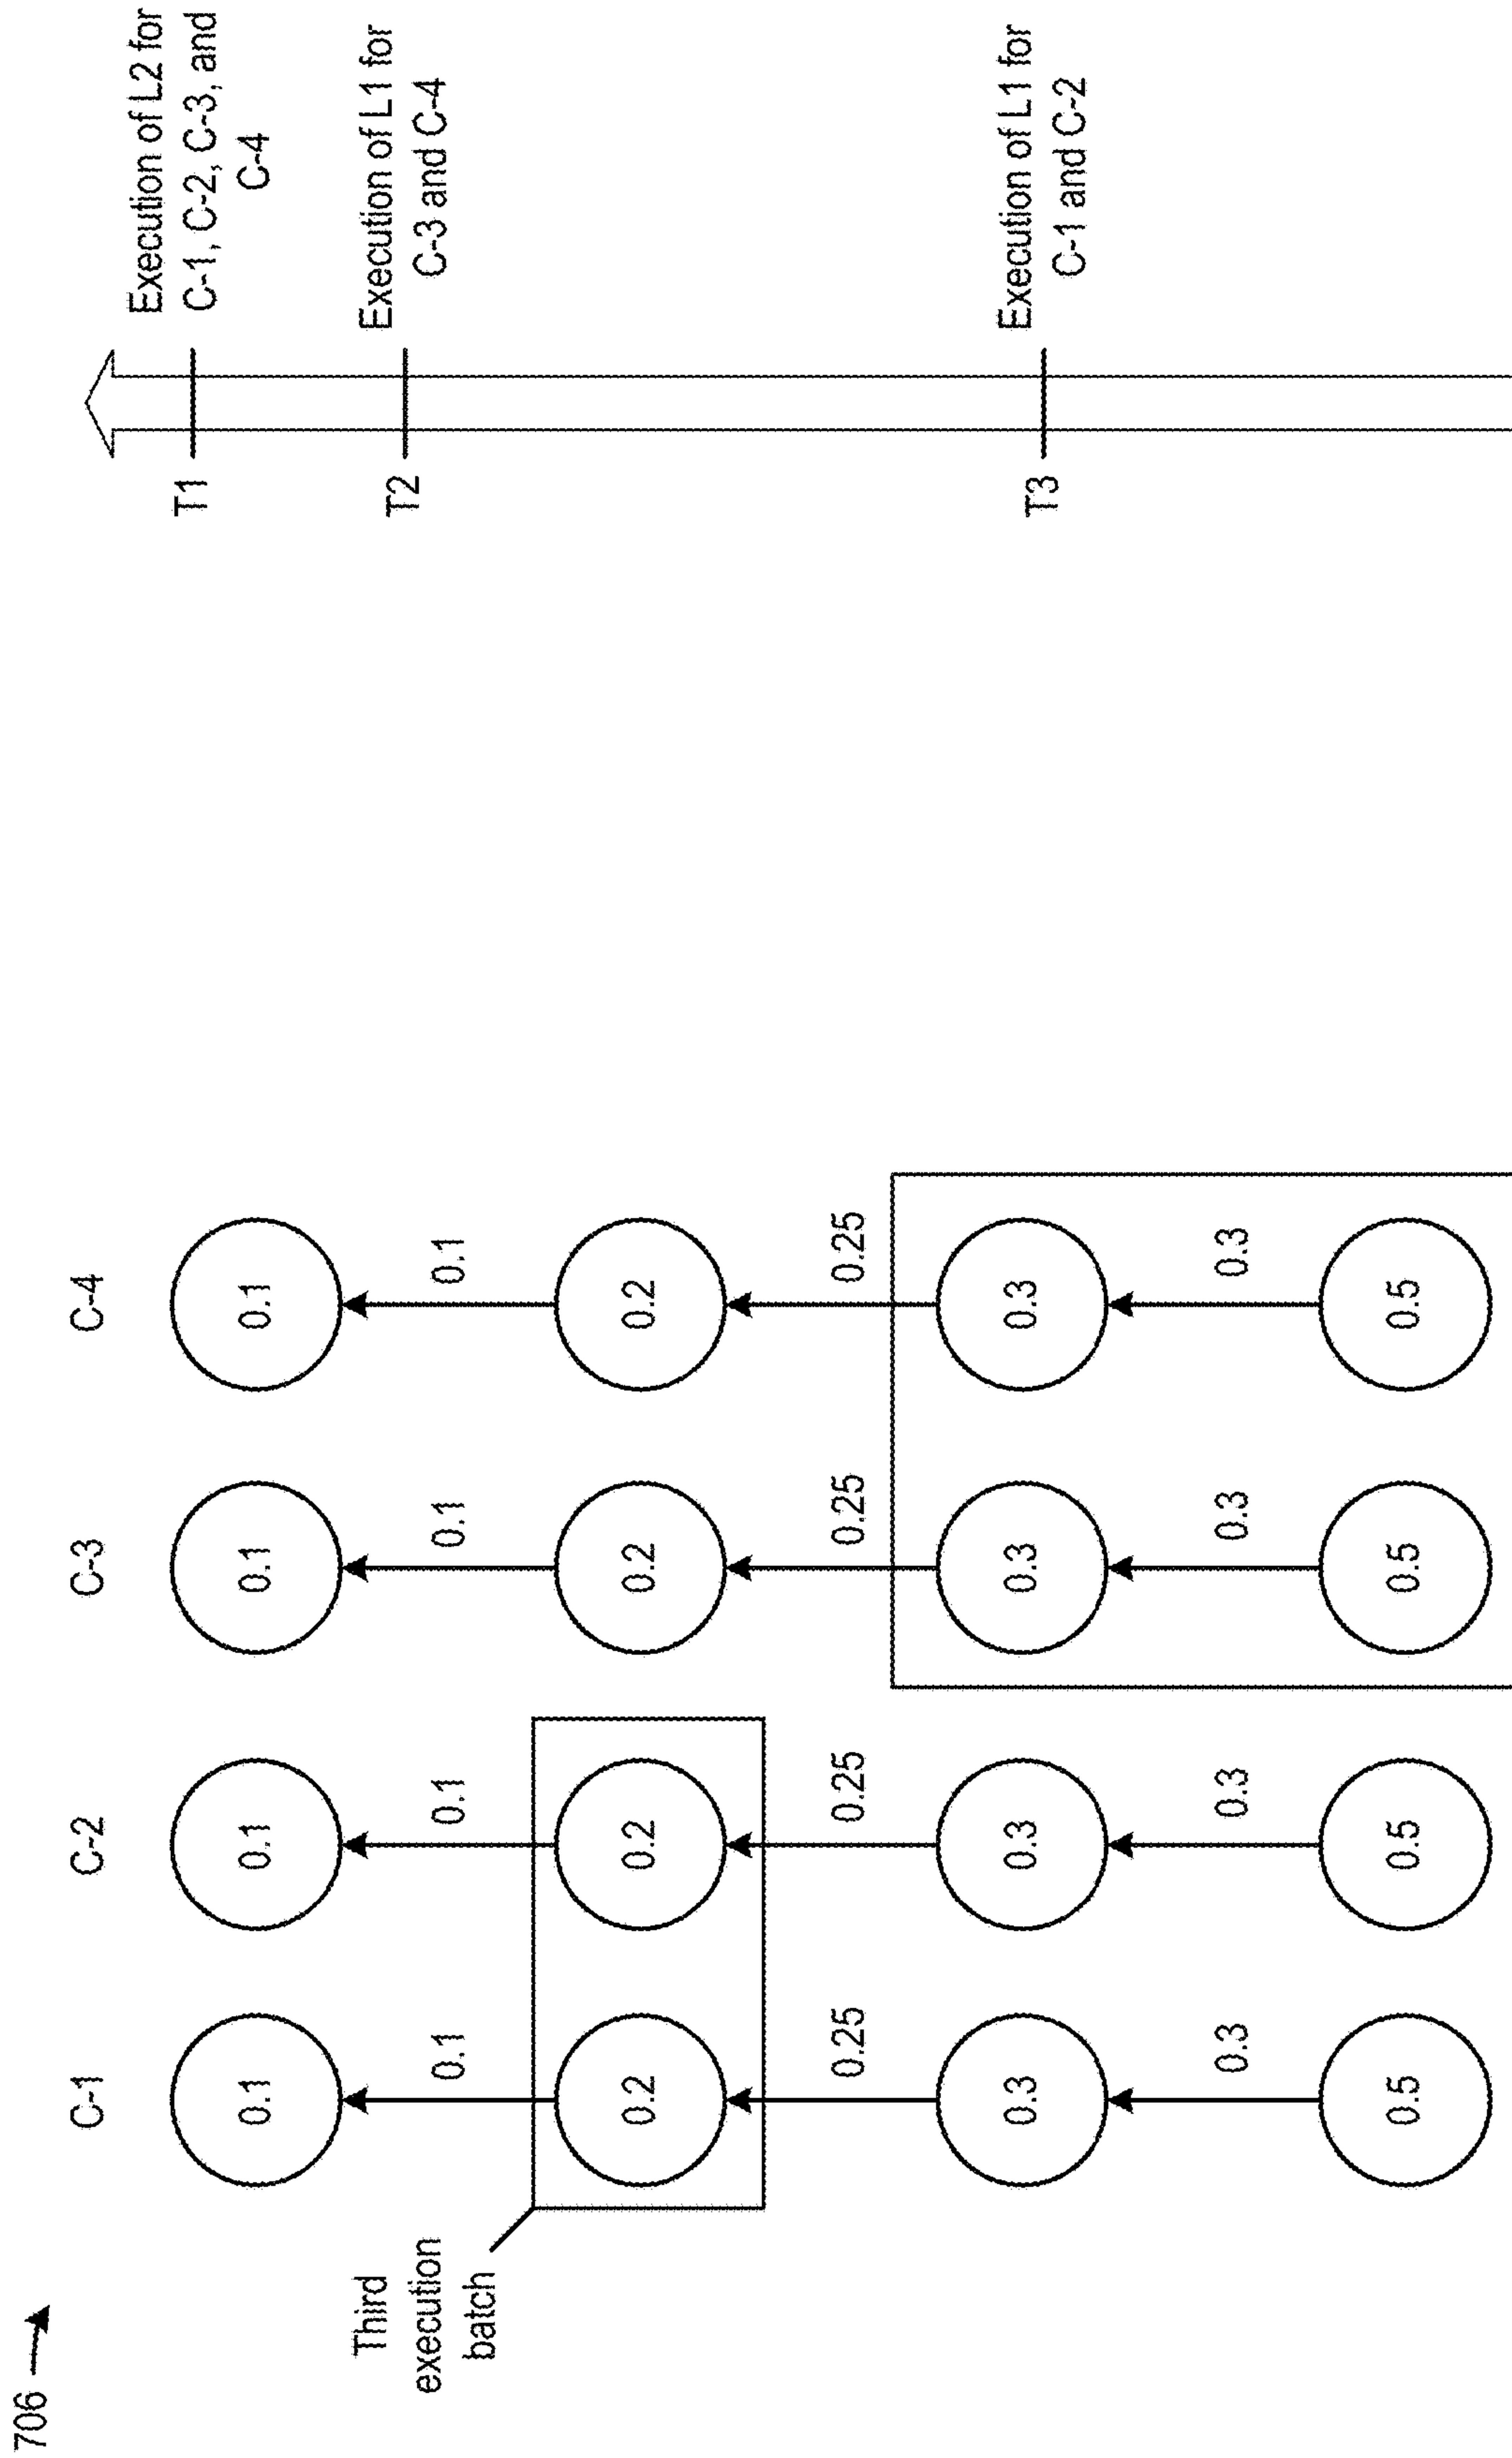 706
C-1
C-2
C-3
C-4
0.1
0.1
0.1
0.1
0.1
0.1
0.1
0.1
Third
execution
batch
0.2
0.2
0.2
0.2
0.25
0.25
0.25
0.25
0.3
0.3
0.3
0.3
0.3
0.3
0.3
0.3
0.5
0.5
0.5
0.5
T1
Execution of L2 for
C-1, C-2, C-3, and
C-4
T2
Execution of L1 for
C-3 and C-4
T3
Execution of L1 for
C-1 and C-2